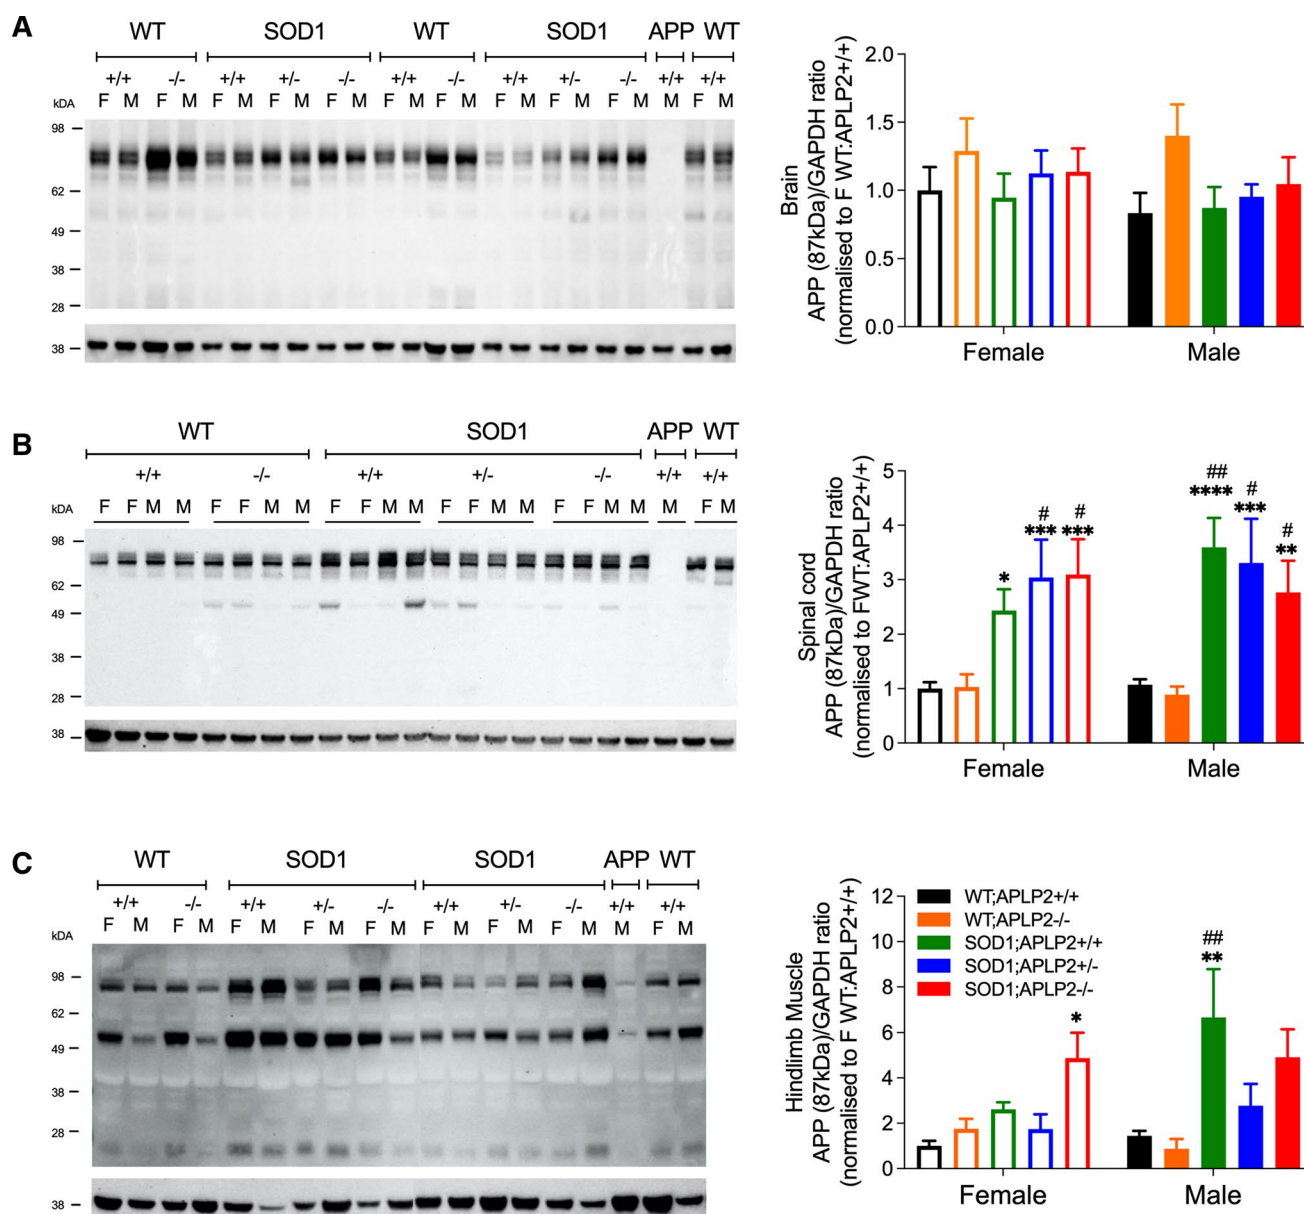 A
WT SOD1 WT SOD1 APP WT
+/+ -/- +/+ +/- -/- +/+ -/- +/+ +/- -/- +/+ +/+
kDA F M F M F M F M F M F M F M F M F M F M M F M
98
62
49
38
28
38
Brain
APP (87kDa)/GAPDH ratio
(normalised to F WT:APLP2+/+)
2.0
1.5
1.0
0.5
0.0
Female Male
B
WT SOD1 APP WT
+/+ -/- +/+ +/- -/- +/+ +/+
kDA F F M M F F M M F F M M F F M M F F M M M F M
98
62
49
38
28
38
Spinal cord
APP (87kDa)/GAPDH ratio
(normalised to FWT:APLP2+/+)
5
4
3
2
1
0
* # *** # *** ## **** # *** # **
Female Male
C
WT SOD1 SOD1 APP WT
+/+ -/- +/+ +/- -/- +/+ +/- -/- +/+ +/+
kDA F M F M F M F M F M F M F M F M M F M
98
62
49
38
28
38
Hindlimb Muscle
APP (87kDa)/GAPDH ratio
(normalised to F WT:APLP2+/+)
12
10
8
6
4
2
0
WT;APLP2+/+
WT;APLP2-/-
SOD1;APLP2+/+
SOD1;APLP2+/-
SOD1;APLP2-/-
* ## **
Female Male